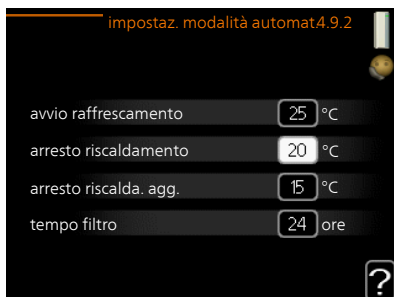 impostaz. modalità automat.4.9.2
avvio raffrescamento 25 °C
arresto riscaldamento 20 °C
arresto riscalda. agg. 15 °C
tempo filtro 24 ore
?